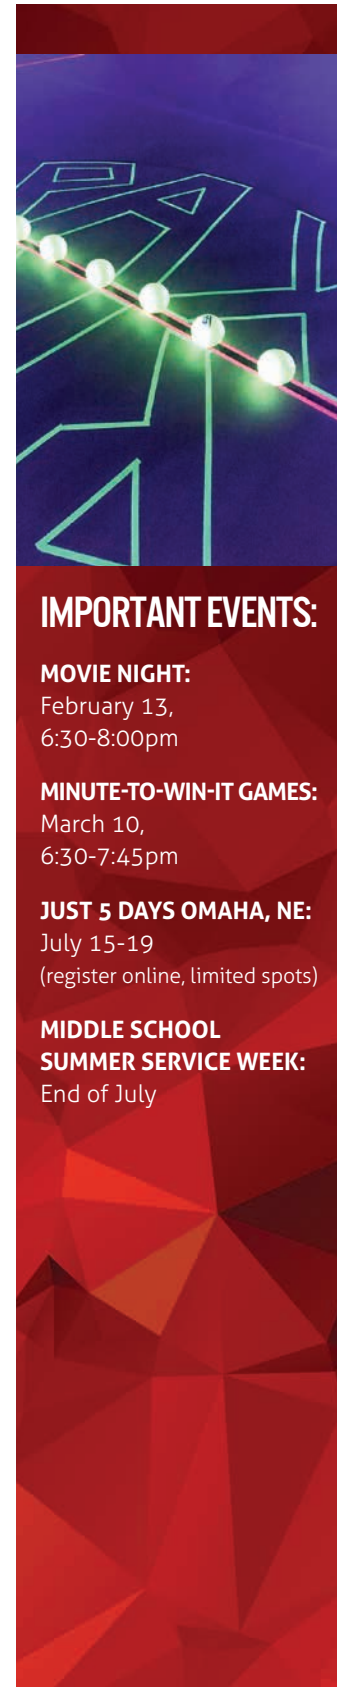 IMPORTANT EVENTS:
MOVIE NIGHT:
February 13,
6:30-8:00pm
MINUTE-TO-WIN-IT GAMES:
March 10,
6:30-7:45pm
JUST 5 DAYS OMAHA, NE:
July 15-19
(register online, limited spots)
MIDDLE SCHOOL
SUMMER SERVICE WEEK:
End of July